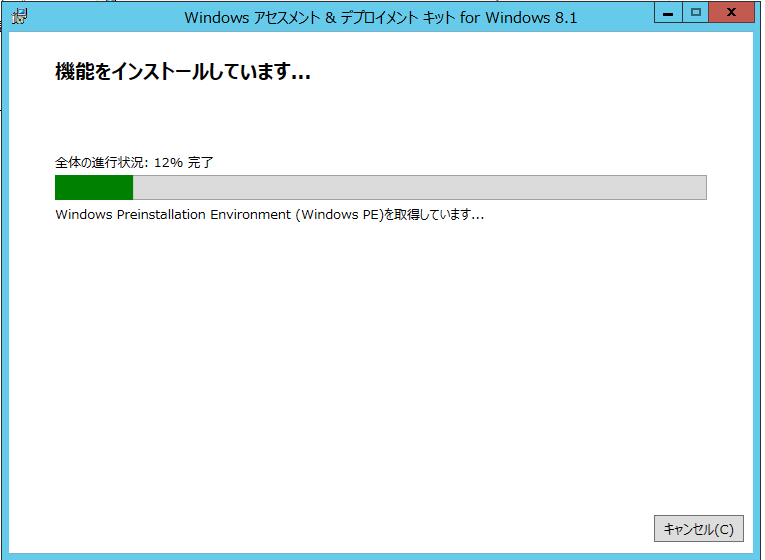 Windows アセスメント & デプロイメント キット for Windows 8.1
機能をインストールしています...
全体の進行状況: 12% 完了
Windows Preinstallation Environment (Windows PE)を取得しています...
キャンセル(C)